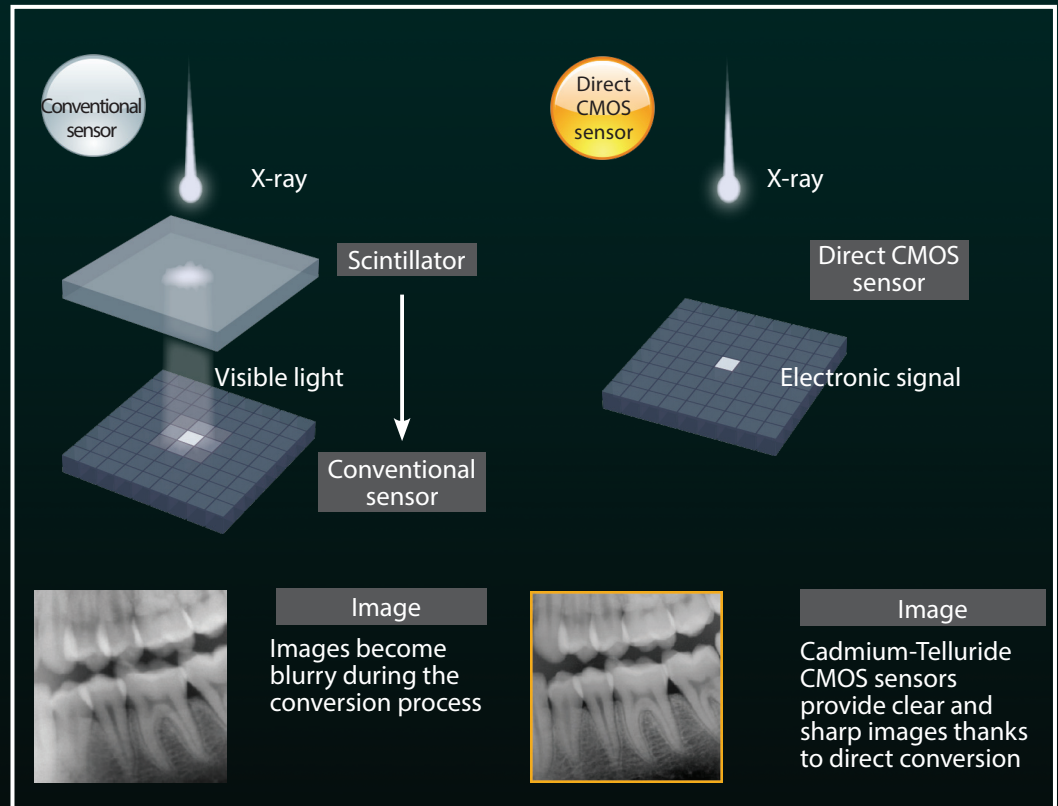 Conventional
sensor
X-ray
Scintillator
Visible light
Conventional
sensor
Image
Images become
blurry during the
conversion process
Direct
CMOS
sensor
X-ray
Direct CMOS
sensor
Electronic signal
Image
Cadmium-Telluride
CMOS sensors
provide clear and
sharp images thanks
to direct conversion